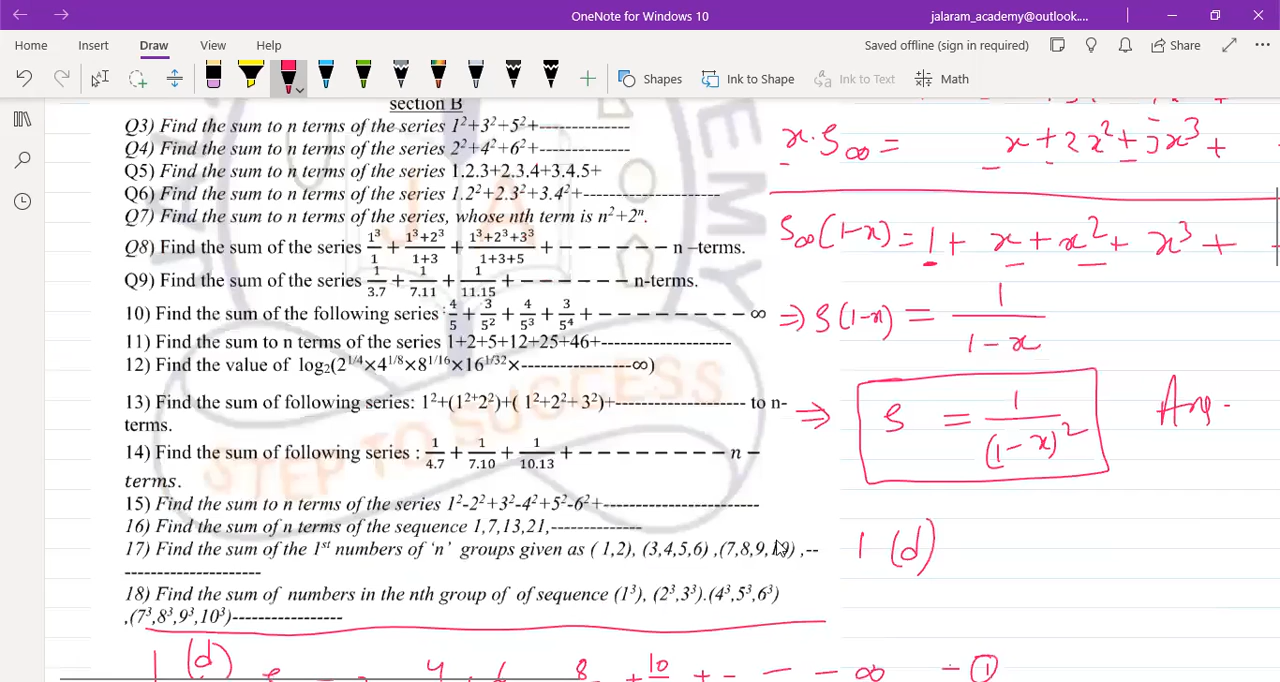 OneNote for Windows 10
jalaram_academy@outlook....
Home Insert Draw View Help
Saved offline (sign in required)
Share
Shapes
Ink to Shape
Ink to Text
Math
section B
Q3) Find the sum to n terms of the series 1²+3²+5²+--------------
Q4) Find the sum to n terms of the series 2²+4²+6²+--------------
Q5) Find the sum to n terms of the series 1.2.3+2.3.4+3.4.5+
Q6) Find the sum to n terms of the series 1.2²+2.3²+3.4²+---------------------
Q7) Find the sum to n terms of the series, whose nth term is n²+2ⁿ.
Q8) Find the sum of the series 1³/1 + (1³+2³)/(1+3) + (1³+2³+3³)/(1+3+5) + − − − − − − n –terms.
Q9) Find the sum of the series 1/3.7 + 1/7.11 + 1/11.15 + − − − − − − n-terms.
10) Find the sum of the following series : 4/5 + 3/5² + 4/5³ + 3/5⁴ + − − − − − − − − ∞
11) Find the sum to n terms of the series 1+2+5+12+25+46+--------------------
12) Find the value of log₂(2^1/4×4^1/8×8^1/16×16^1/32×-----------------∞)
13) Find the sum of following series: 1²+(1²+2²)+( 1²+2²+3²)+-------------------- to n-
terms.
14) Find the sum of following series : 1/4.7 + 1/7.10 + 1/10.13 + − − − − − − − − n −
terms.
15) Find the sum to n terms of the series 1²-2²+3²-4²+5²-6²+------------------------
16) Find the sum of n terms of the sequence 1,7,13,21,--------------
17) Find the sum of the 1st numbers of ‘n’ groups given as ( 1,2), (3,4,5,6) ,(7,8,9,10) ,--
---------------------
18) Find the sum of numbers in the nth group of of sequence (1³), (2³,3³).(4³,5³,6³)
,(7³,8³,9³,10³)-----------------
x·S∞ = x + 2x² + 3x³ +
S∞(1-x) = 1 + x + x² + x³ +
⇒ S(1-x) = 1/(1-x)
⇒ S = 1/(1-x)² Ans.
1 (d)
1 (d)
4 6 8 + 10 + - - - ∞ - ①
STEP TO SUCCESS